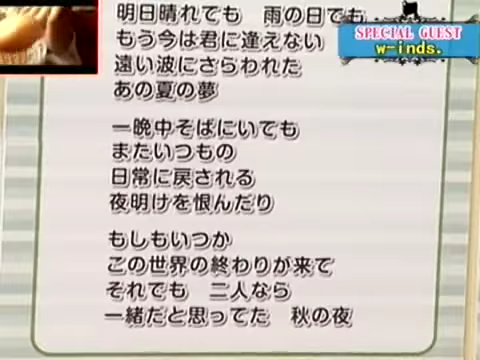 明日晴れても　雨の日でも
もう今は君に逢えない
遠い波にさらわれた
あの夏の夢
一晩中そばにいても
またいつもの
日常に戻される
夜明けを恨んだり
もしもいつか
この世界の終わりが来て
それでも　二人なら
一緒だと思ってた　秋の夜
SPECIAL GUEST
w-inds.